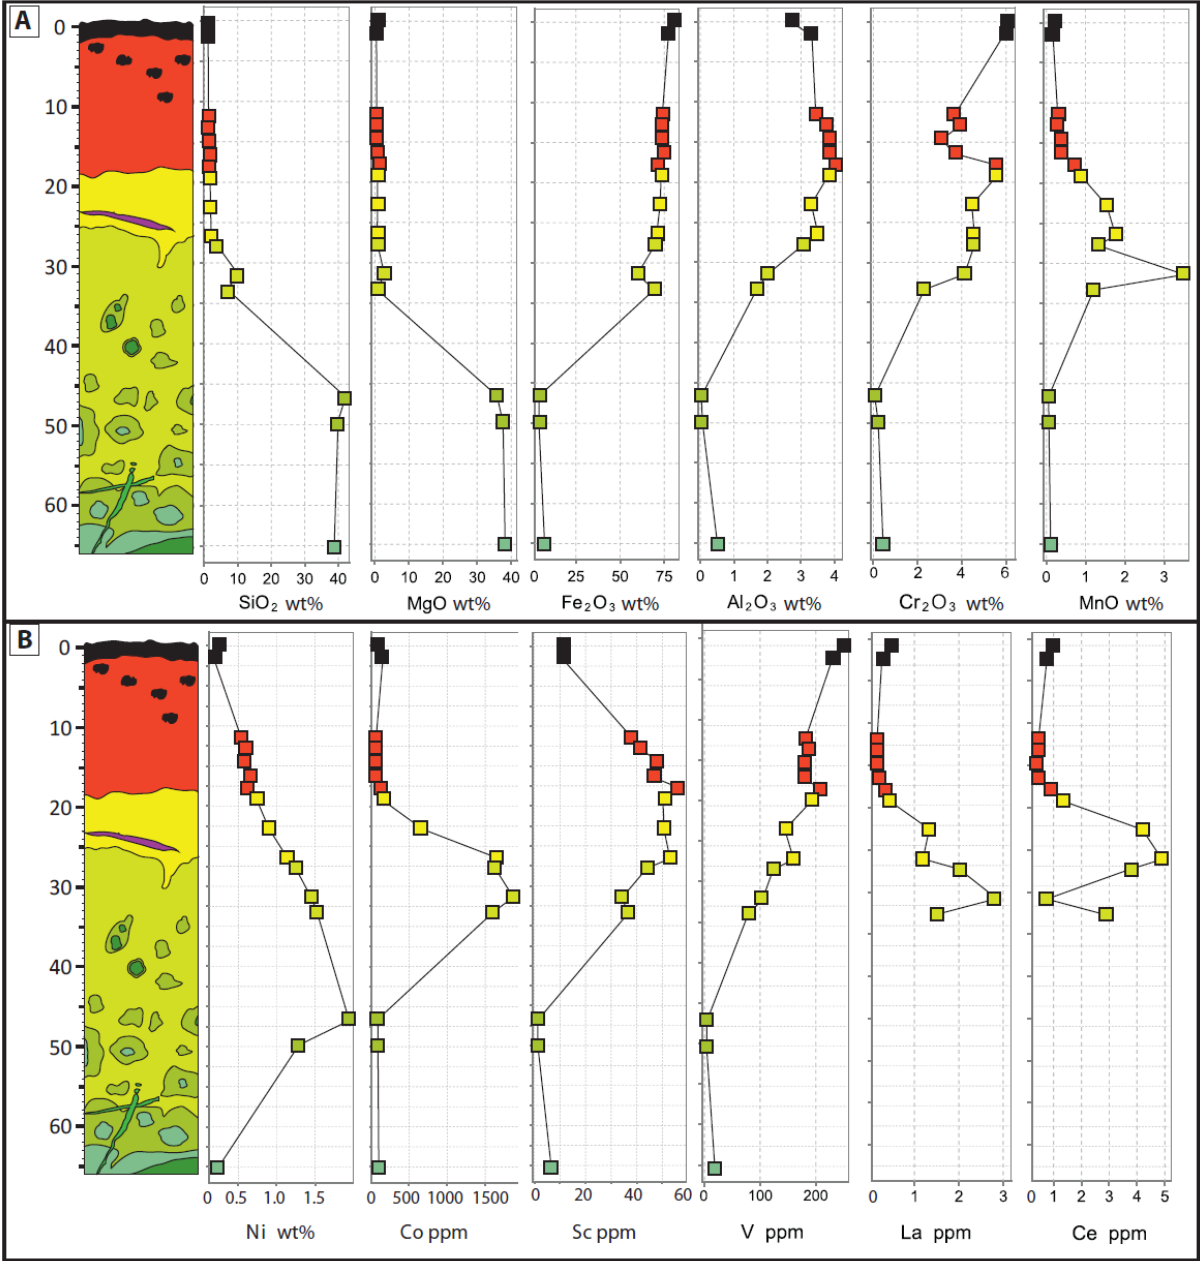 A
0
10
20
30
40
50
60
0 10 20 30 40
SiO₂ wt%
0 10 20 30 40
MgO wt%
0 25 50 75
Fe₂O₃ wt%
0 1 2 3 4
Al₂O₃ wt%
0 2 4 6
Cr₂O₃ wt%
0 1 2 3
MnO wt%
B
0
10
20
30
40
50
60
0 0.5 1.0 1.5
Ni wt%
0 500 1000 1500
Co ppm
0 20 40 60
Sc ppm
0 100 200
V ppm
0 1 2 3
La ppm
0 1 2 3 4 5
Ce ppm